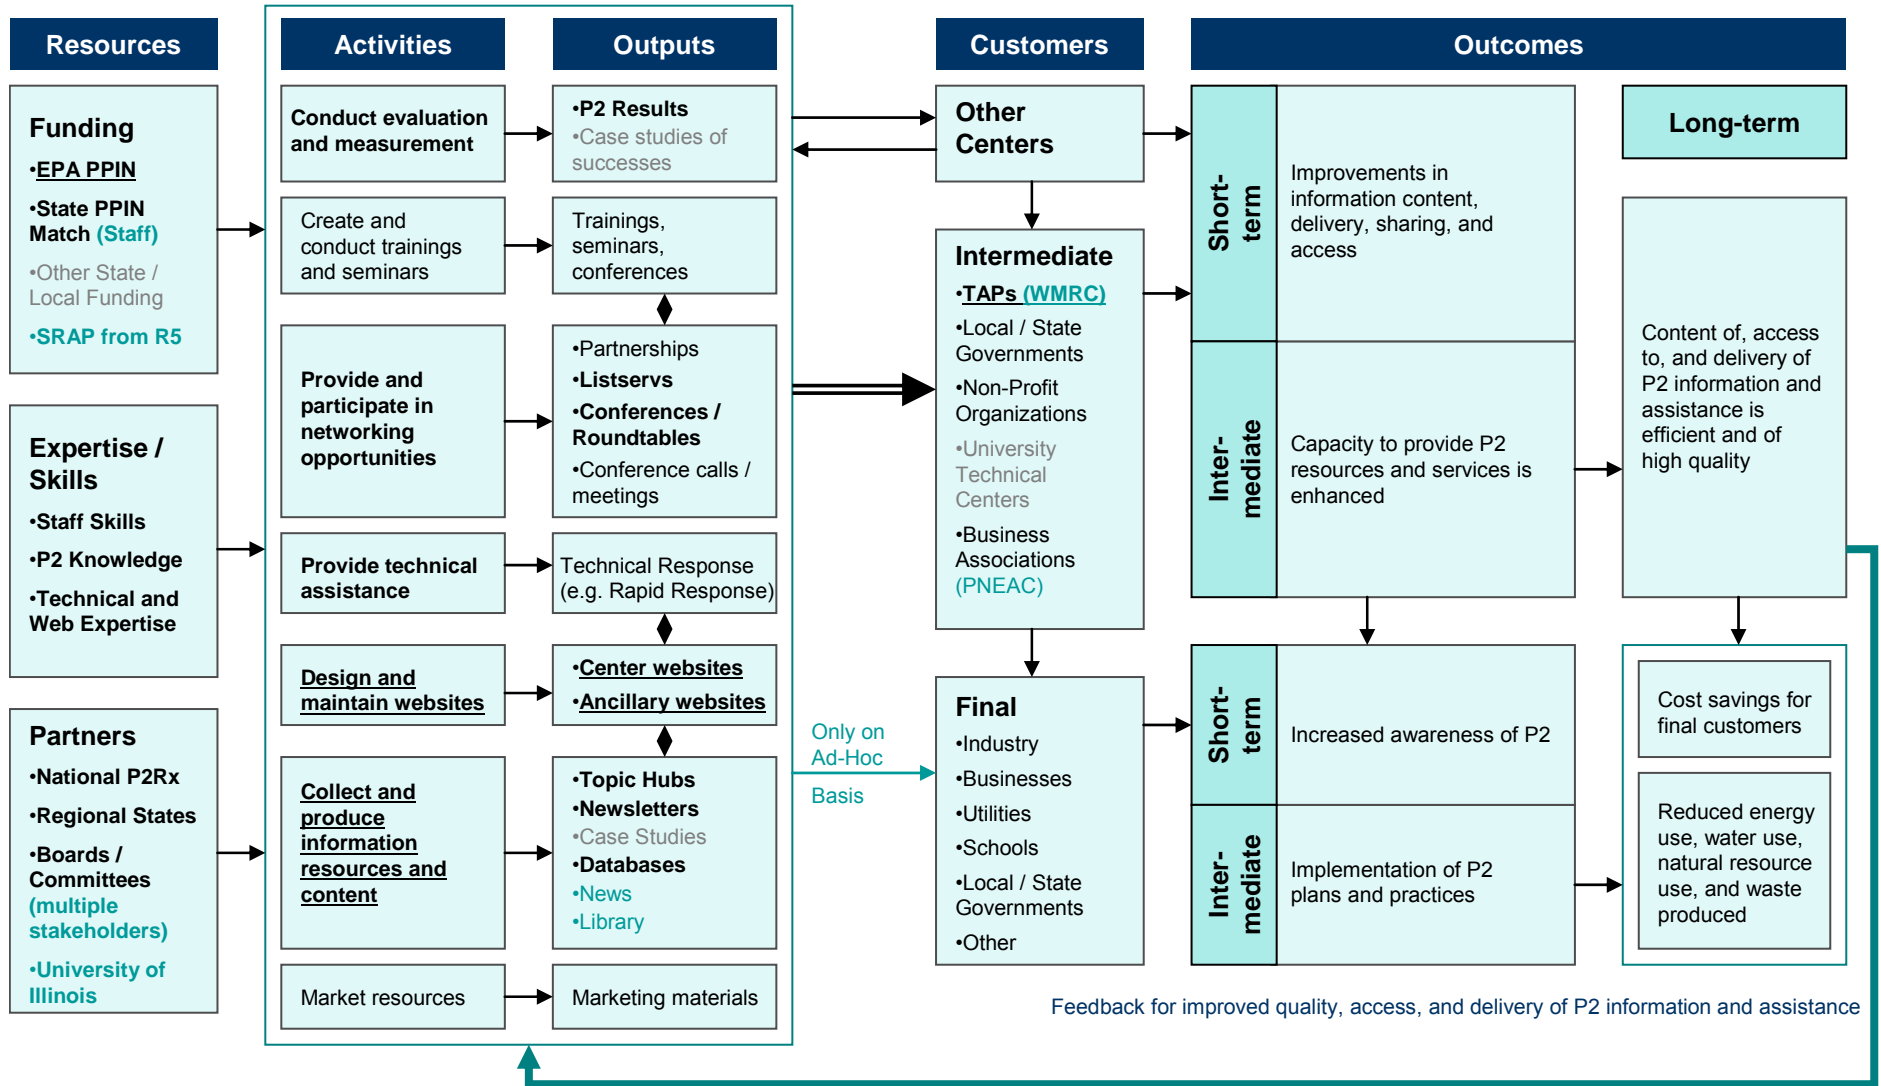 Resources
Activities
Outputs
Customers
Outcomes
Funding
•EPA PPIN
•State PPIN
Match (Staff)
•Other State /
Local Funding
•SRAP from R5
Expertise /
Skills
•Staff Skills
•P2 Knowledge
•Technical and
Web Expertise
Partners
•National P2Rx
•Regional States
•Boards /
Committees
(multiple
stakeholders)
•University of
Illinois
Conduct evaluation
and measurement
Create and
conduct trainings
and seminars
Provide and
participate in
networking
opportunities
Provide technical
assistance
Design and
maintain websites
Collect and
produce
information
resources and
content
Market resources
•P2 Results
•Case studies of
successes
Trainings,
seminars,
conferences
•Partnerships
•Listservs
•Conferences /
Roundtables
•Conference calls /
meetings
Technical Response
(e.g. Rapid Response)
•Center websites
•Ancillary websites
•Topic Hubs
•Newsletters
•Case Studies
•Databases
•News
•Library
Marketing materials
Only on
Ad-Hoc
Basis
Other
Centers
Intermediate
•TAPs (WMRC)
•Local / State
Governments
•Non-Profit
Organizations
•University
Technical
Centers
•Business
Associations
(PNEAC)
Final
•Industry
•Businesses
•Utilities
•Schools
•Local / State
Governments
•Other
Short-
term
Improvements in
information content,
delivery, sharing, and
access
Inter-
mediate
Capacity to provide P2
resources and services is
enhanced
Short-
term
Increased awareness of P2
Inter-
mediate
Implementation of P2
plans and practices
Long-term
Content of, access
to, and delivery of
P2 information and
assistance is
efficient and of
high quality
Cost savings for
final customers
Reduced energy
use, water use,
natural resource
use, and waste
produced
Feedback for improved quality, access, and delivery of P2 information and assistance